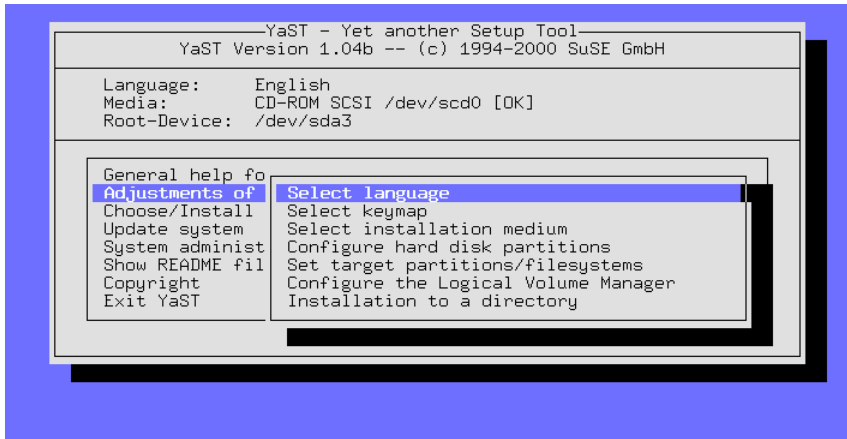 YaST - Yet another Setup Tool
YaST Version 1.04b -- (c) 1994-2000 SuSE GmbH
Language: English
Media: CD-ROM SCSI /dev/scd0 [OK]
Root-Device: /dev/sda3
General help fo
Adjustments of Select language
Choose/Install Select keymap
Update system Select installation medium
System administ Configure hard disk partitions
Show README fil Set target partitions/filesystems
Copyright Configure the Logical Volume Manager
Exit YaST Installation to a directory